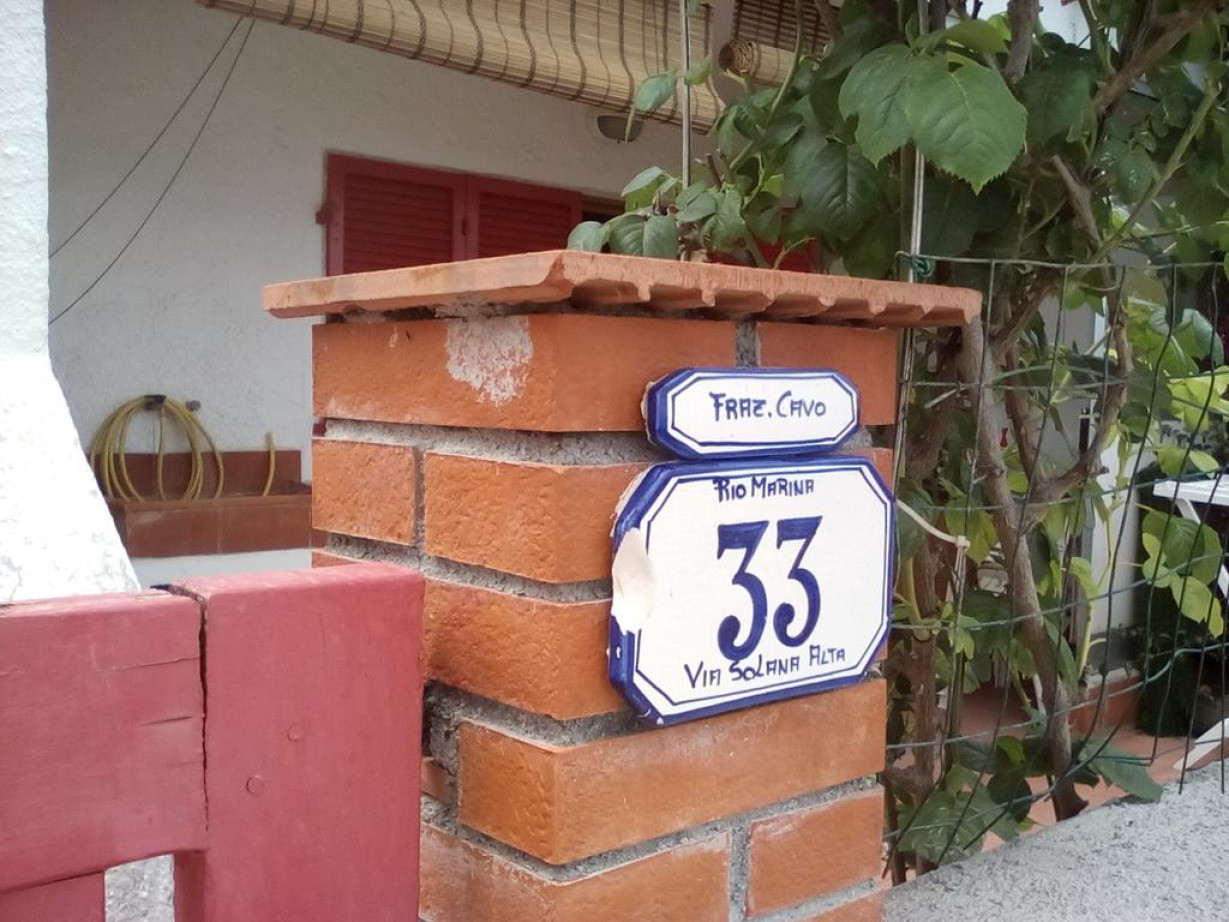 FRAZ. CAVO
RIO MARINA
33
VIA SOLANA ALTA